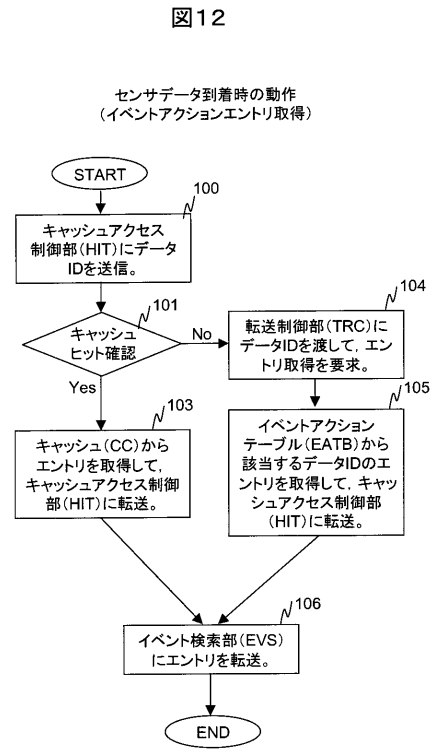 図12
センサデータ到着時の動作
(イベントアクションエントリ取得)
START
100
キャッシュアクセス
制御部(HIT)にデータ
IDを送信。
101
キャッシュ
ヒット確認
No
Yes
104
転送制御部(TRC)に
データIDを渡して,エント
リ取得を要求。
103
キャッシュ(CC)から
エントリを取得して,
キャッシュアクセス制御
部(HIT)に転送。
105
イベントアクション
テーブル(EATB)から
該当するデータIDのエ
ントリを取得して,キャッ
シュアクセス制御部
(HIT)に転送。
106
イベント検索部(EVS)
にエントリを転送。
END